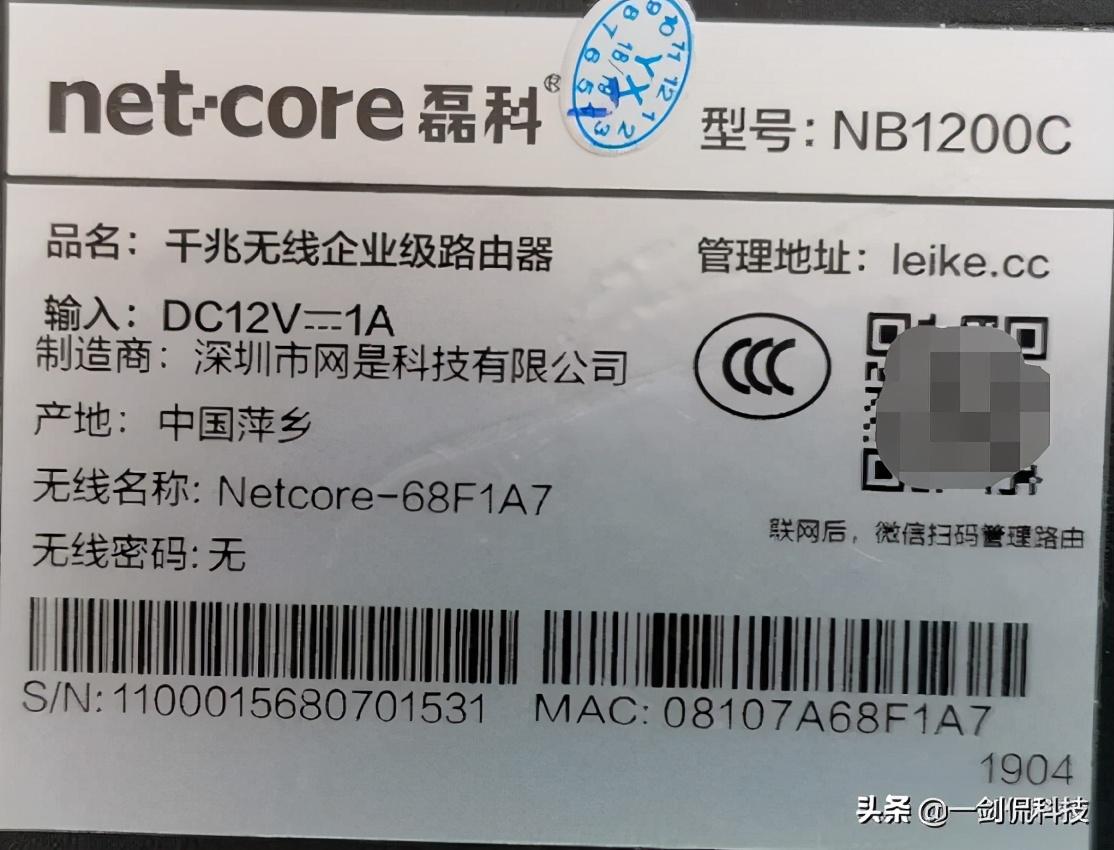 net-core 磊科®
型号: NB1200C
品名: 千兆无线企业级路由器
管理地址: leike.cc
输入: DC12V⎓1A
制造商: 深圳市网是科技有限公司
产地: 中国萍乡
无线名称: Netcore-68F1A7
无线密码: 无
联网后，微信扫码管理路由
S/N: 1100015680701531
MAC: 08107A68F1A7
1904
头条 @一剑侃科技